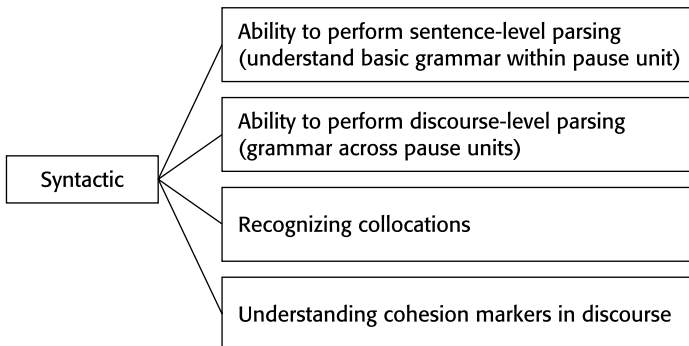 Ability to perform sentence-level parsing
(understand basic grammar within pause unit)
Ability to perform discourse-level parsing
(grammar across pause units)
Syntactic
Recognizing collocations
Understanding cohesion markers in discourse